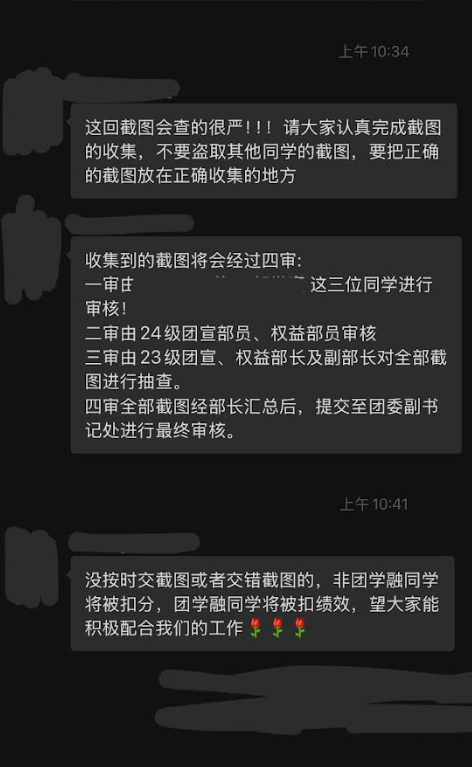 上午10:34
这回截图会查的很严!!! 请大家认真完成截图
的收集，不要盗取其他同学的截图，要把正确
的截图放在正确收集的地方
收集到的截图将会经过四审:
一审由 这三位同学进行
审核!
二审由24级团宣部员、权益部员审核
三审由23级团宣、权益部长及副部长对全部截
图进行抽查。
四审全部截图经部长汇总后，提交至团委副书
记处进行最终审核。
上午10:41
没按时交截图或者交错截图的，非团学融同学
将被扣分，团学融同学将被扣绩效，望大家能
积极配合我们的工作🌹🌹🌹